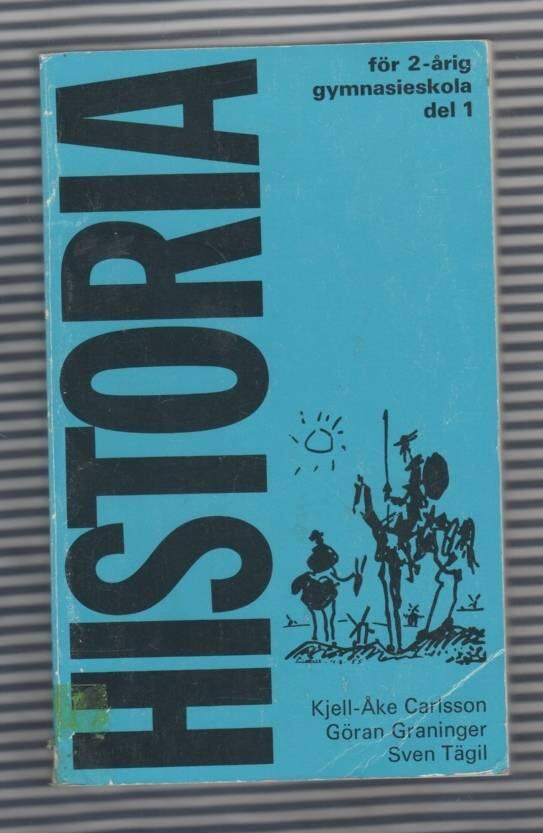 HISTORIA
för 2-årig
gymnasieskola
del 1
Kjell-Åke Carlsson
Göran Graninger
Sven Tägil